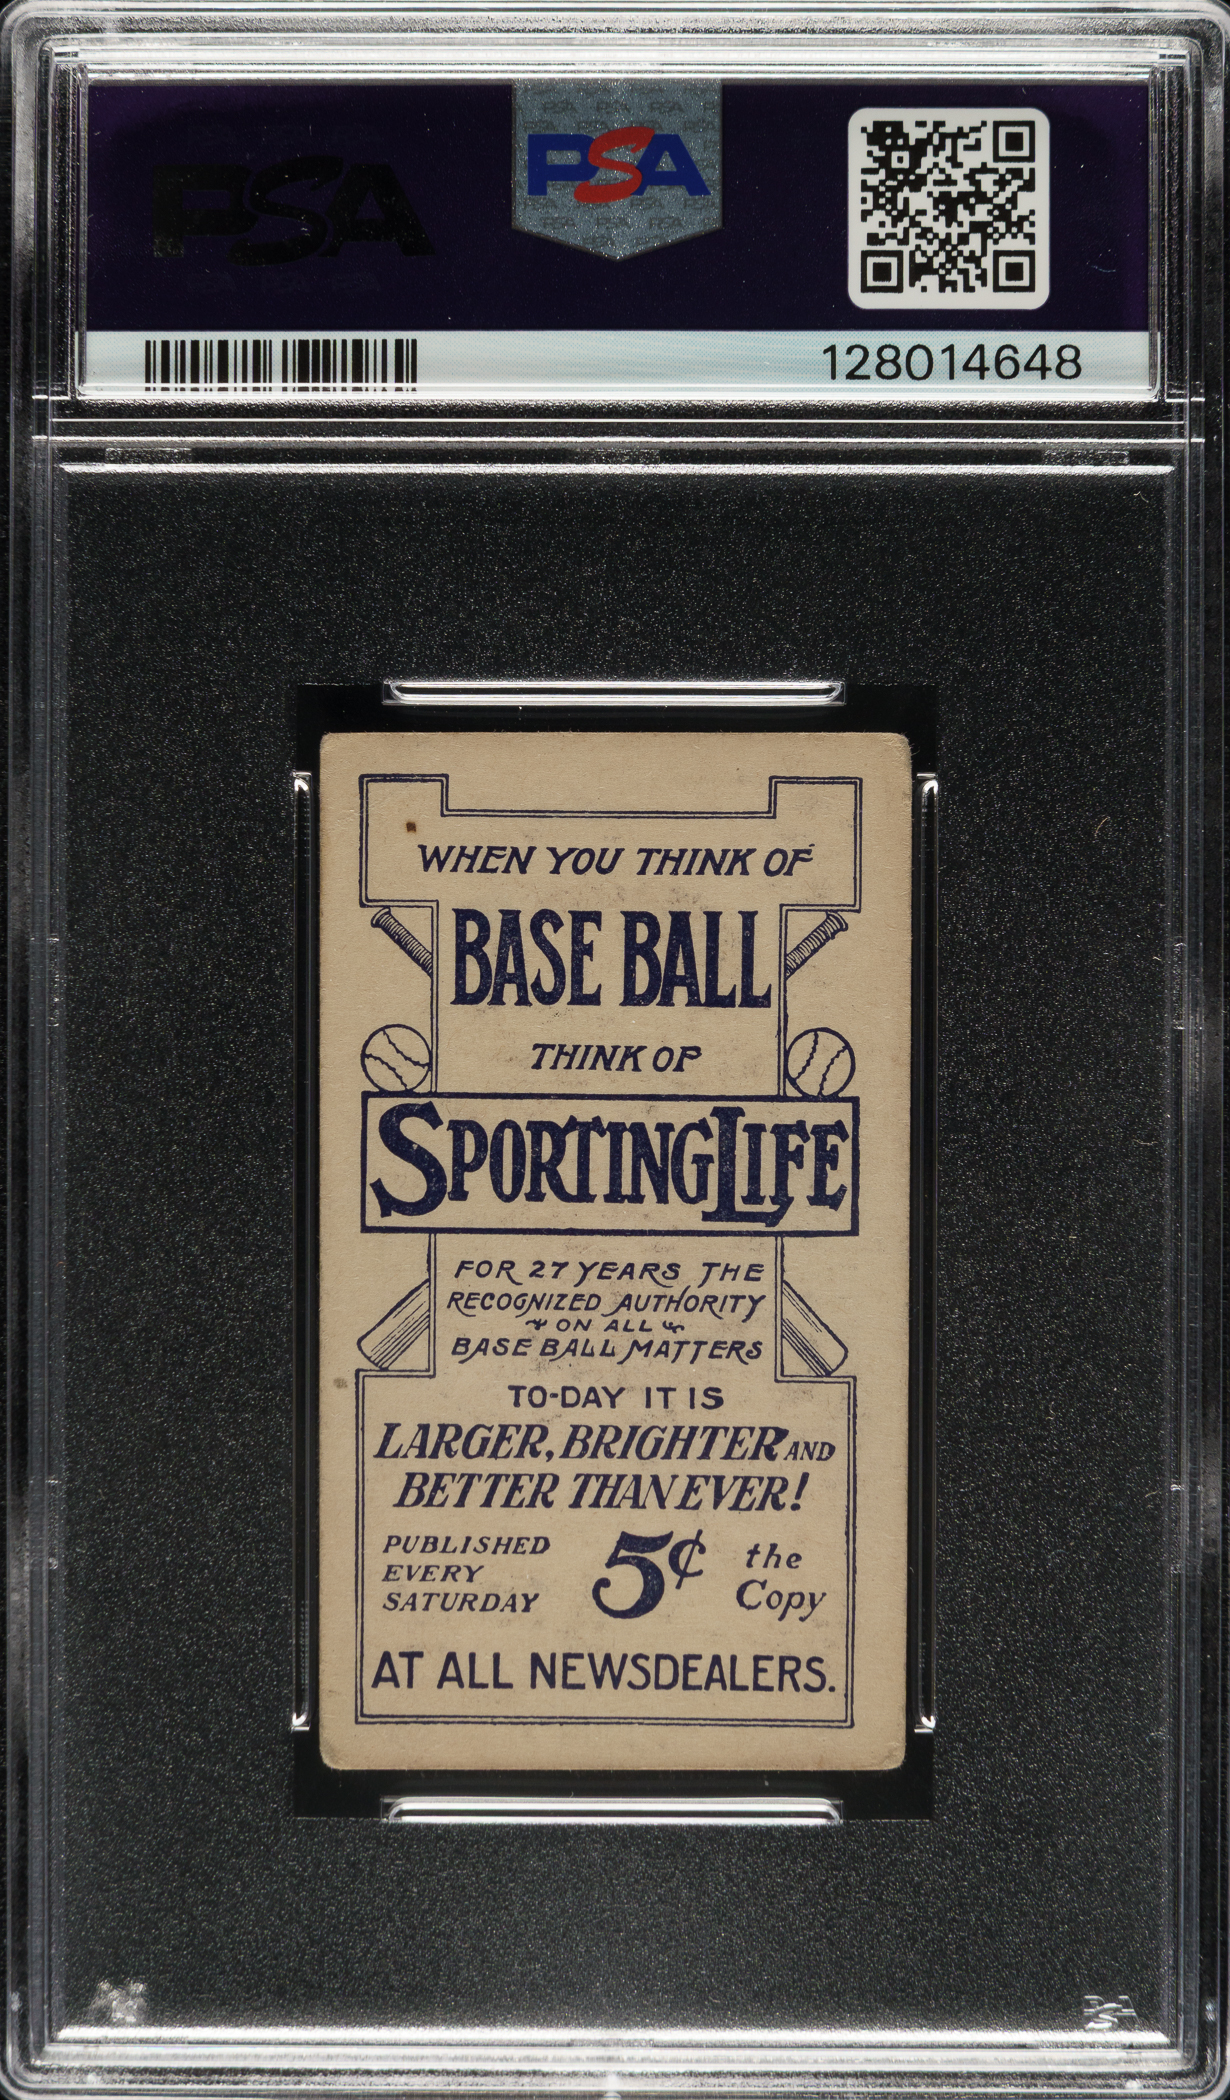 PSA
PSA
128014648
WHEN YOU THINK OF
BASE BALL
THINK OF
SPORTING LIFE
FOR 27 YEARS THE
RECOGNIZED AUTHORITY
ON ALL
BASE BALL MATTERS
TO-DAY IT IS
LARGER, BRIGHTER AND
BETTER THAN EVER!
PUBLISHED
EVERY
SATURDAY
5¢
the
Copy
AT ALL NEWSDEALERS.